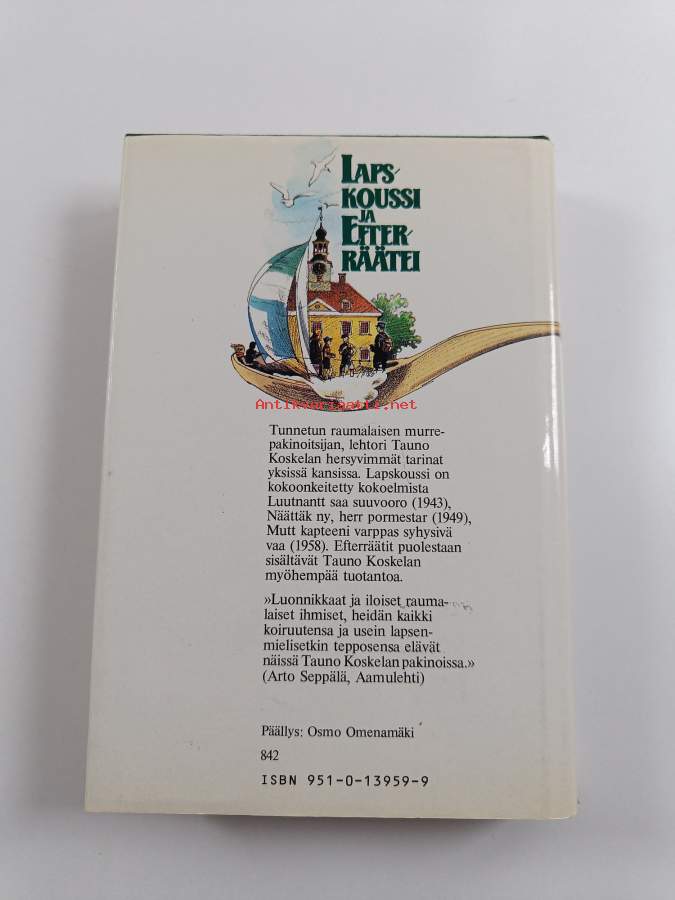 LAPS-
KOUSSI
JA
EFTER-
RÄÄTEI
Antikvariaatti.net
Tunnetun raumalaisen murre-
pakinoitsijan, lehtori Tauno
Koskelan hersyvimmät tarinat
yksissä kansissa. Lapskoussi on
kokoonkeitetty kokoelmista
Luutnantt saa suuvooro (1943),
Näättäk ny, herr pormestar (1949),
Mutt kapteeni varppas syhysivä
vaa (1958). Efterräätit puolestaan
sisältävät Tauno Koskelan
myöhempää tuotantoa.
»Luonnikkaat ja iloiset rauma-
laiset ihmiset, heidän kaikki
koiruutensa ja usein lapsen-
mielisetkin tepposensa elävät
näissä Tauno Koskelan pakinoissa.»
(Arto Seppälä, Aamulehti)
Päällys: Osmo Omenamäki
842
ISBN 951-0-13959-9